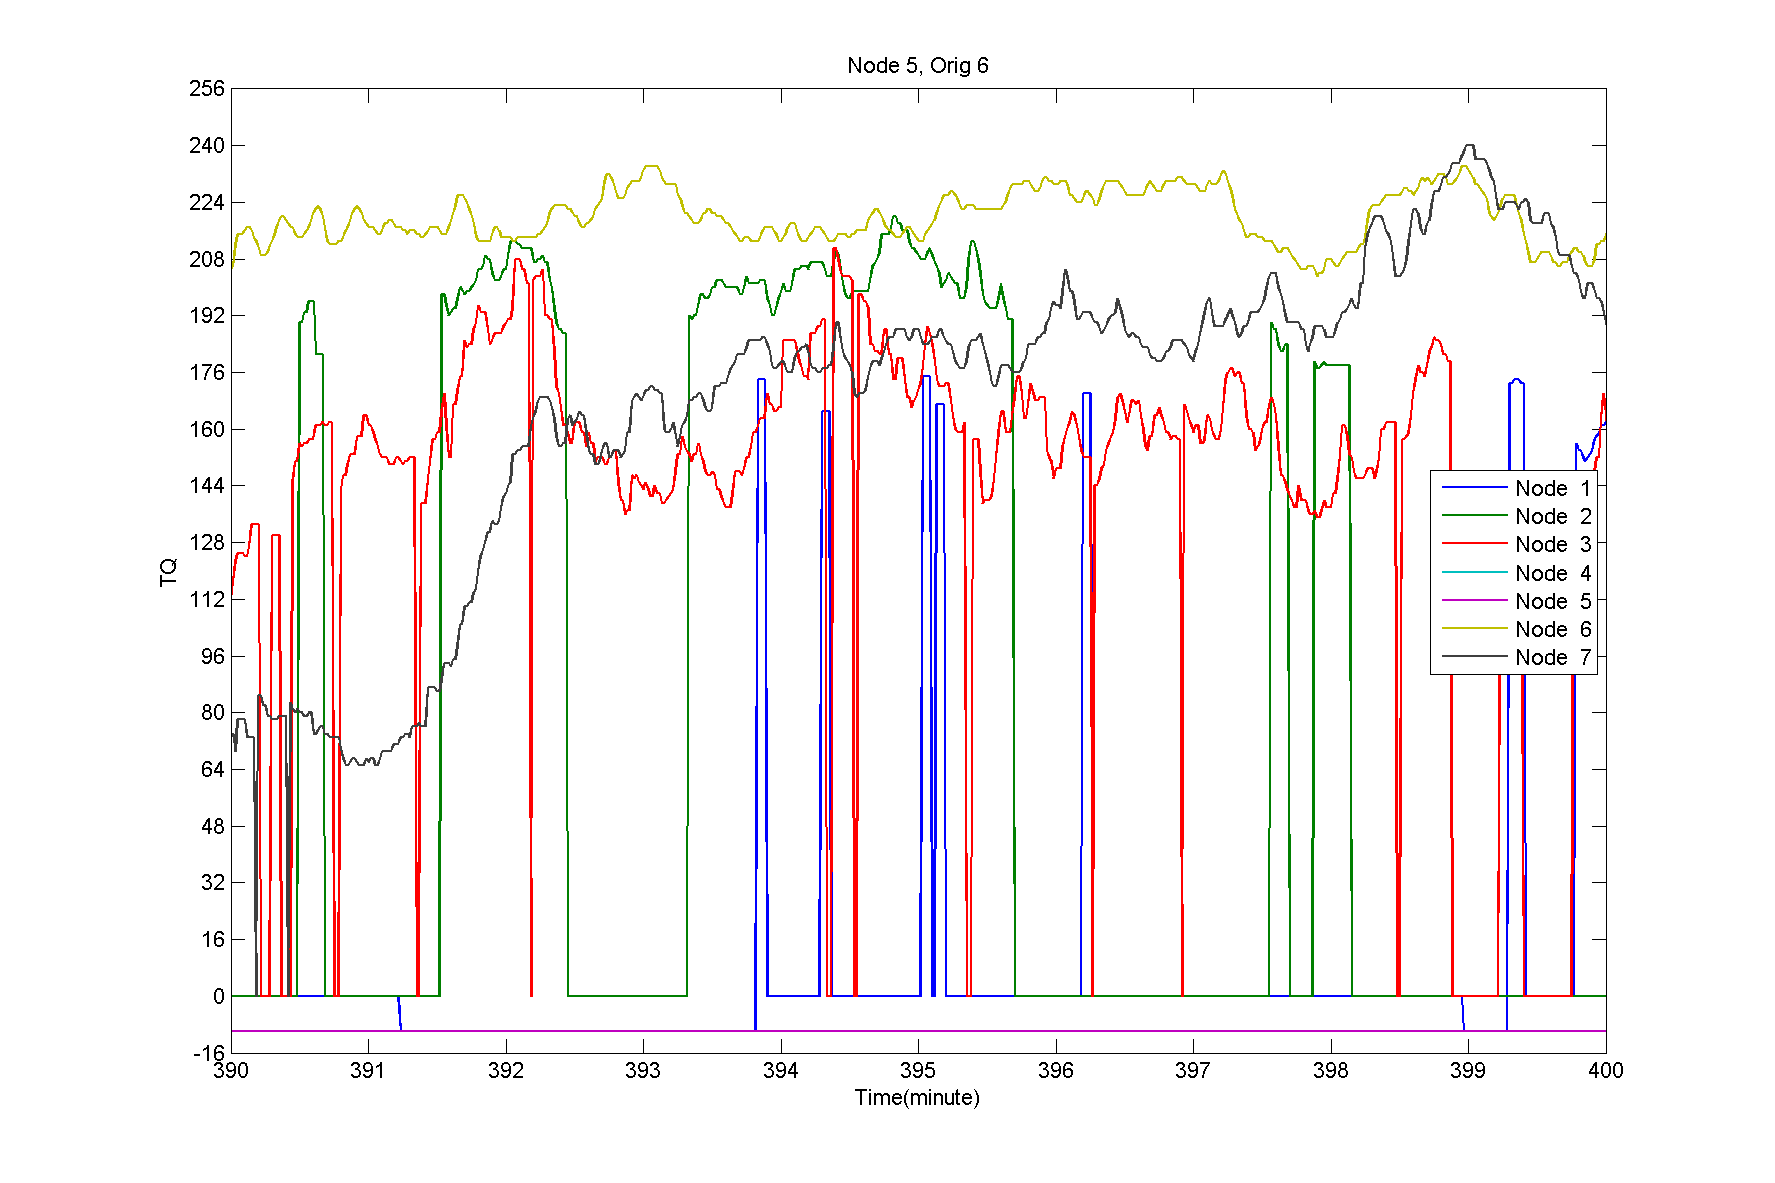 Node 5, Orig 6
256
240
224
208
192
176
160
144
128
112
96
80
64
48
32
16
0
-16
TQ
390 391 392 393 394 395 396 397 398 399 400
Time(minute)
Node 1
Node 2
Node 3
Node 4
Node 5
Node 6
Node 7